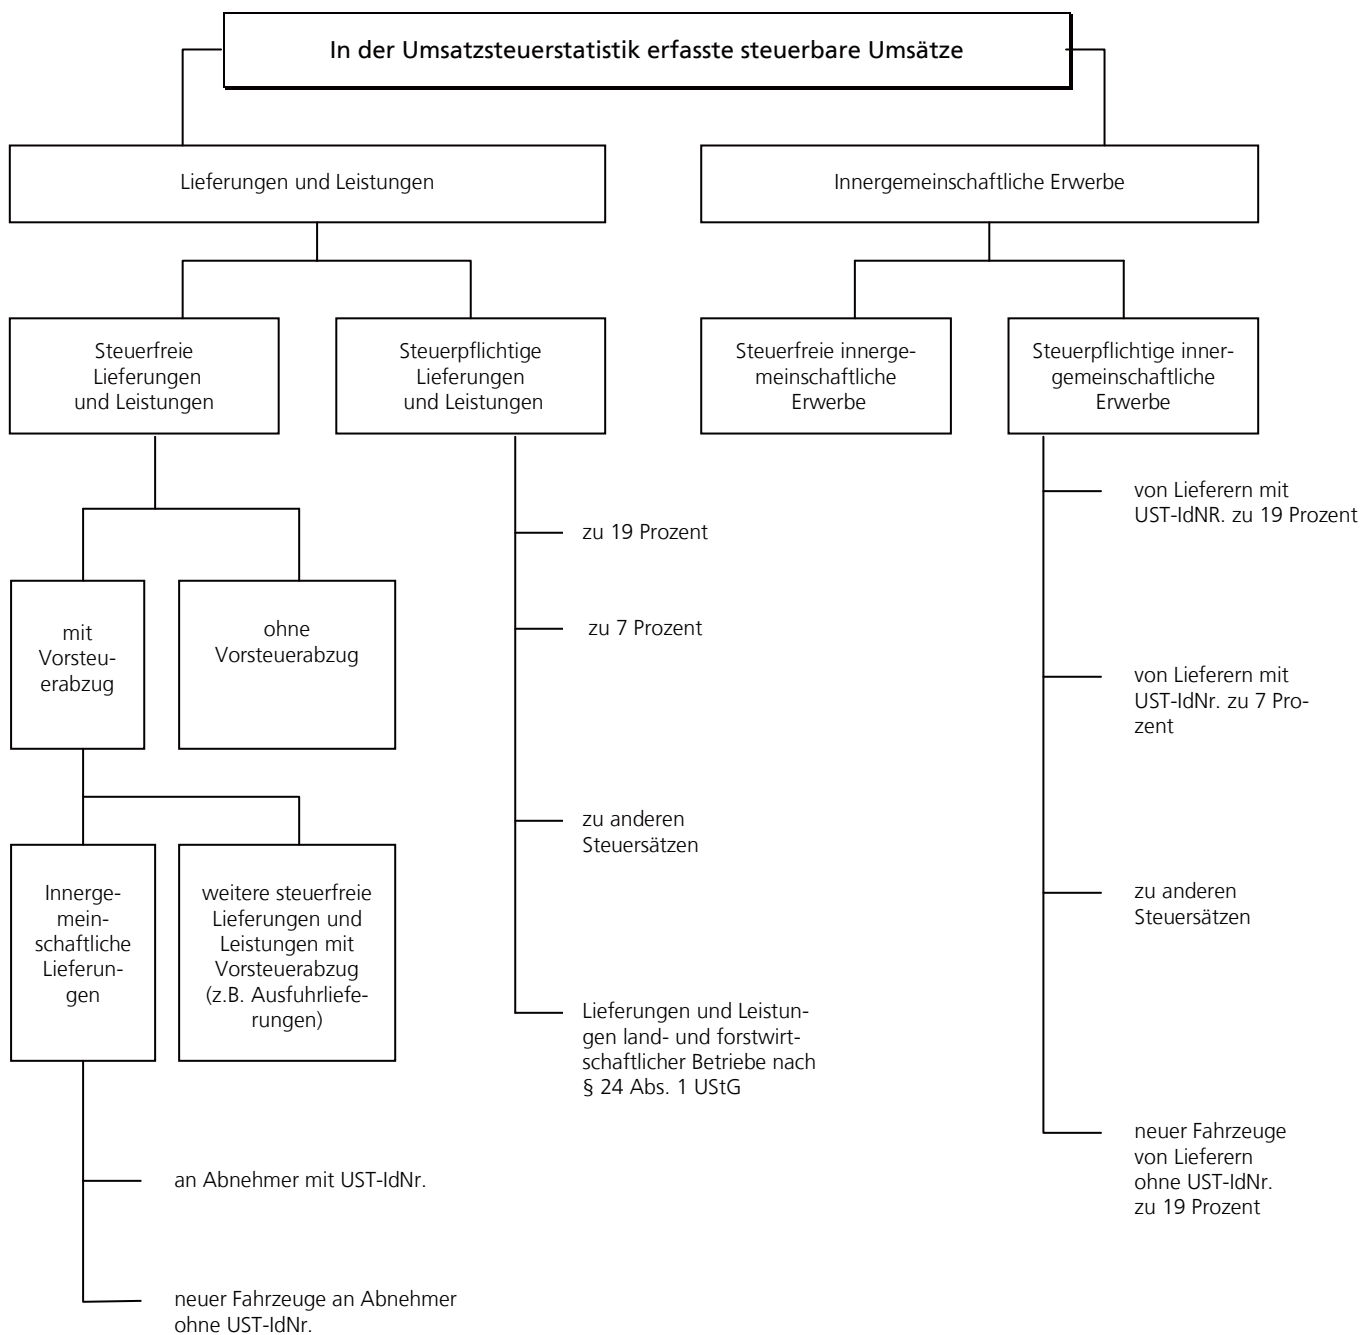 In der Umsatzsteuerstatistik erfasste steuerbare Umsätze
Lieferungen und Leistungen
Innergemeinschaftliche Erwerbe
Steuerfreie
Lieferungen
und Leistungen
Steuerpflichtige
Lieferungen
und Leistungen
Steuerfreie innerge-
meinschaftliche
Erwerbe
Steuerpflichtige inner-
gemeinschaftliche
Erwerbe
mit
Vorsteu-
erabzug
ohne
Vorsteuerabzug
Innerge-
mein-
schaftliche
Lieferun-
gen
weitere steuerfreie
Lieferungen und
Leistungen mit
Vorsteuerabzug
(z.B. Ausfuhrliefe-
rungen)
an Abnehmer mit UST-IdNr.
neuer Fahrzeuge an Abnehmer
ohne UST-IdNr.
zu 19 Prozent
zu 7 Prozent
zu anderen
Steuersätzen
Lieferungen und Leistun-
gen land- und forstwirt-
schaftlicher Betriebe nach
§ 24 Abs. 1 UStG
von Lieferern mit
UST-IdNR. zu 19 Prozent
von Lieferern mit
UST-IdNr. zu 7 Pro-
zent
zu anderen
Steuersätzen
neuer Fahrzeuge
von Lieferern
ohne UST-IdNr.
zu 19 Prozent